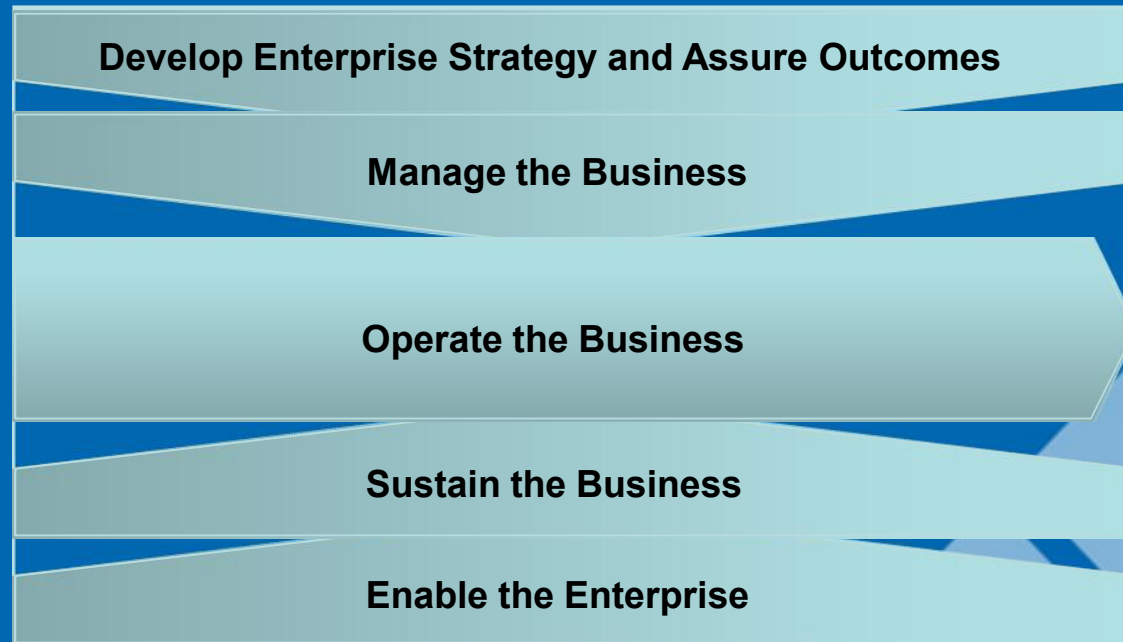 Develop Enterprise Strategy and Assure Outcomes
Manage the Business
Operate the Business
Sustain the Business
Enable the Enterprise